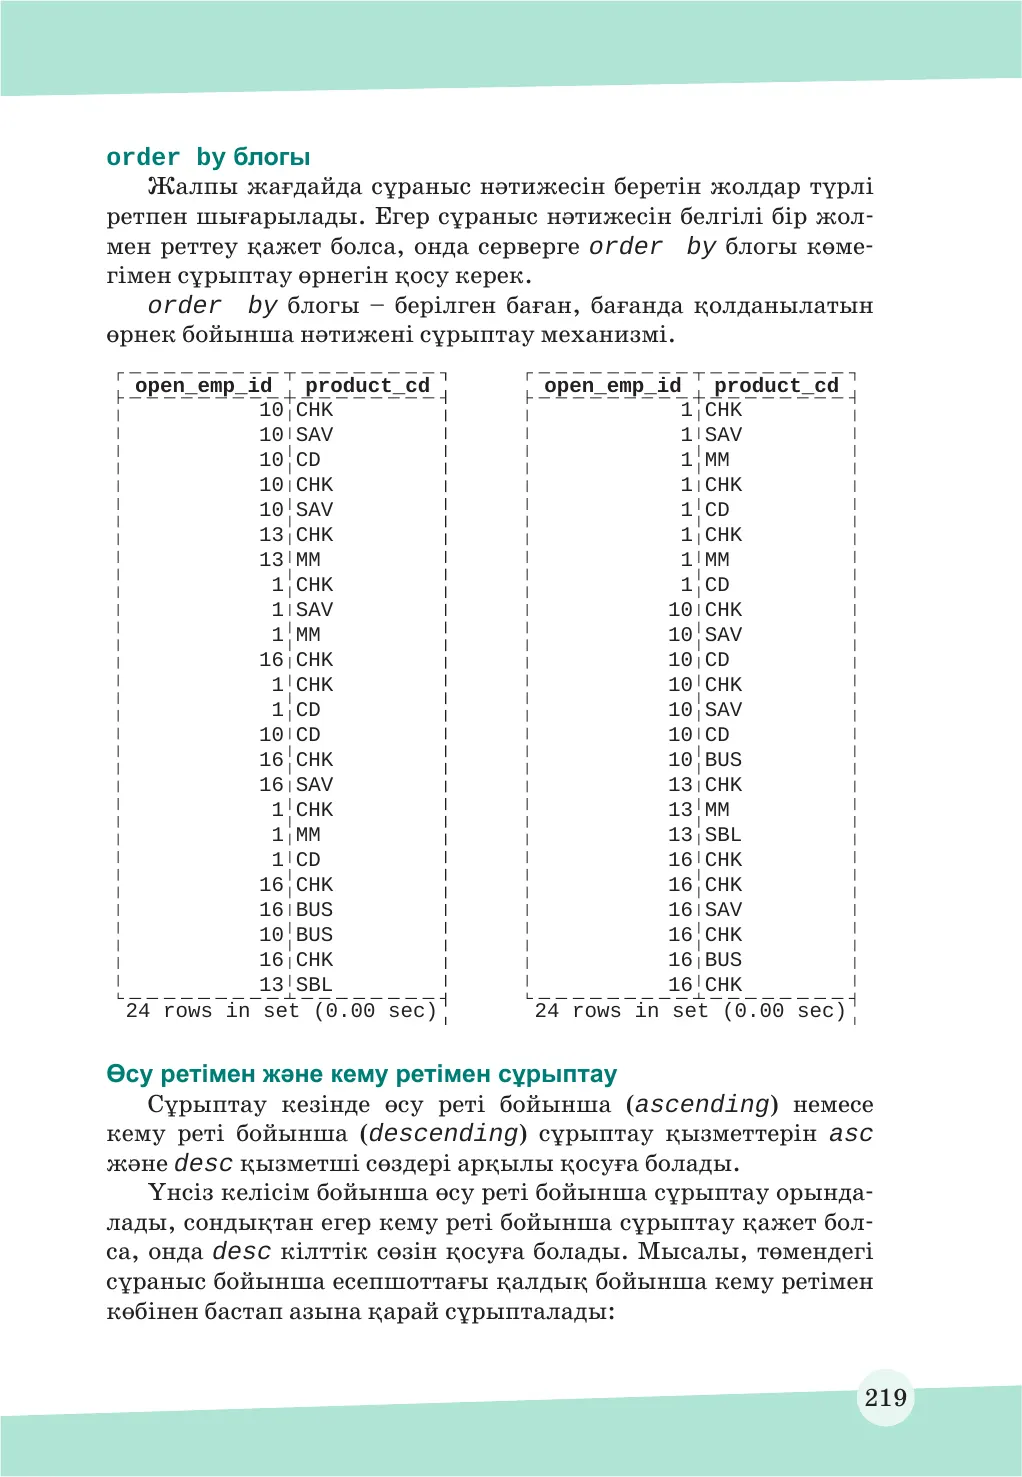 order by блогы
Жалпы жағдайда сұраныс нәтижесін беретін жолдар түрлі
ретпен шығарылады. Егер сұраныс нәтижесін белгілі бір жол-
мен реттеу қажет болса, онда серверге order by блогы көме-
гімен сұрыптау өрнегін қосу керек.
order by блогы – берілген баған, бағанда қолданылатын
өрнек бойынша нәтижені сұрыптау механизмі.
open_emp_id product_cd
10 CHK
10 SAV
10 CD
10 CHK
10 SAV
13 CHK
13 MM
1 CHK
1 SAV
1 MM
16 CHK
1 CHK
1 CD
10 CD
16 CHK
16 SAV
1 CHK
1 MM
1 CD
16 CHK
16 BUS
10 BUS
16 CHK
13 SBL
24 rows in set (0.00 sec)
open_emp_id product_cd
1 CHK
1 SAV
1 MM
1 CHK
1 CD
1 CHK
1 MM
1 CD
10 CHK
10 SAV
10 CD
10 CHK
10 SAV
10 CD
10 BUS
13 CHK
13 MM
13 SBL
16 CHK
16 CHK
16 SAV
16 CHK
16 BUS
16 CHK
24 rows in set (0.00 sec)
Өсу ретімен және кему ретімен сұрыптау
Сұрыптау кезінде өсу реті бойынша (ascending) немесе
кему реті бойынша (descending) сұрыптау қызметтерін asc
және desc қызметші сөздері арқылы қосуға болады.
Үнсіз келісім бойынша өсу реті бойынша сұрыптау орында-
лады, сондықтан егер кему реті бойынша сұрыптау қажет бол-
са, онда desc кілттік сөзін қосуға болады. Мысалы, төмендегі
сұраныс бойынша есепшоттағы қалдық бойынша кему ретімен
көбінен бастап азына қарай сұрыпталады:
219